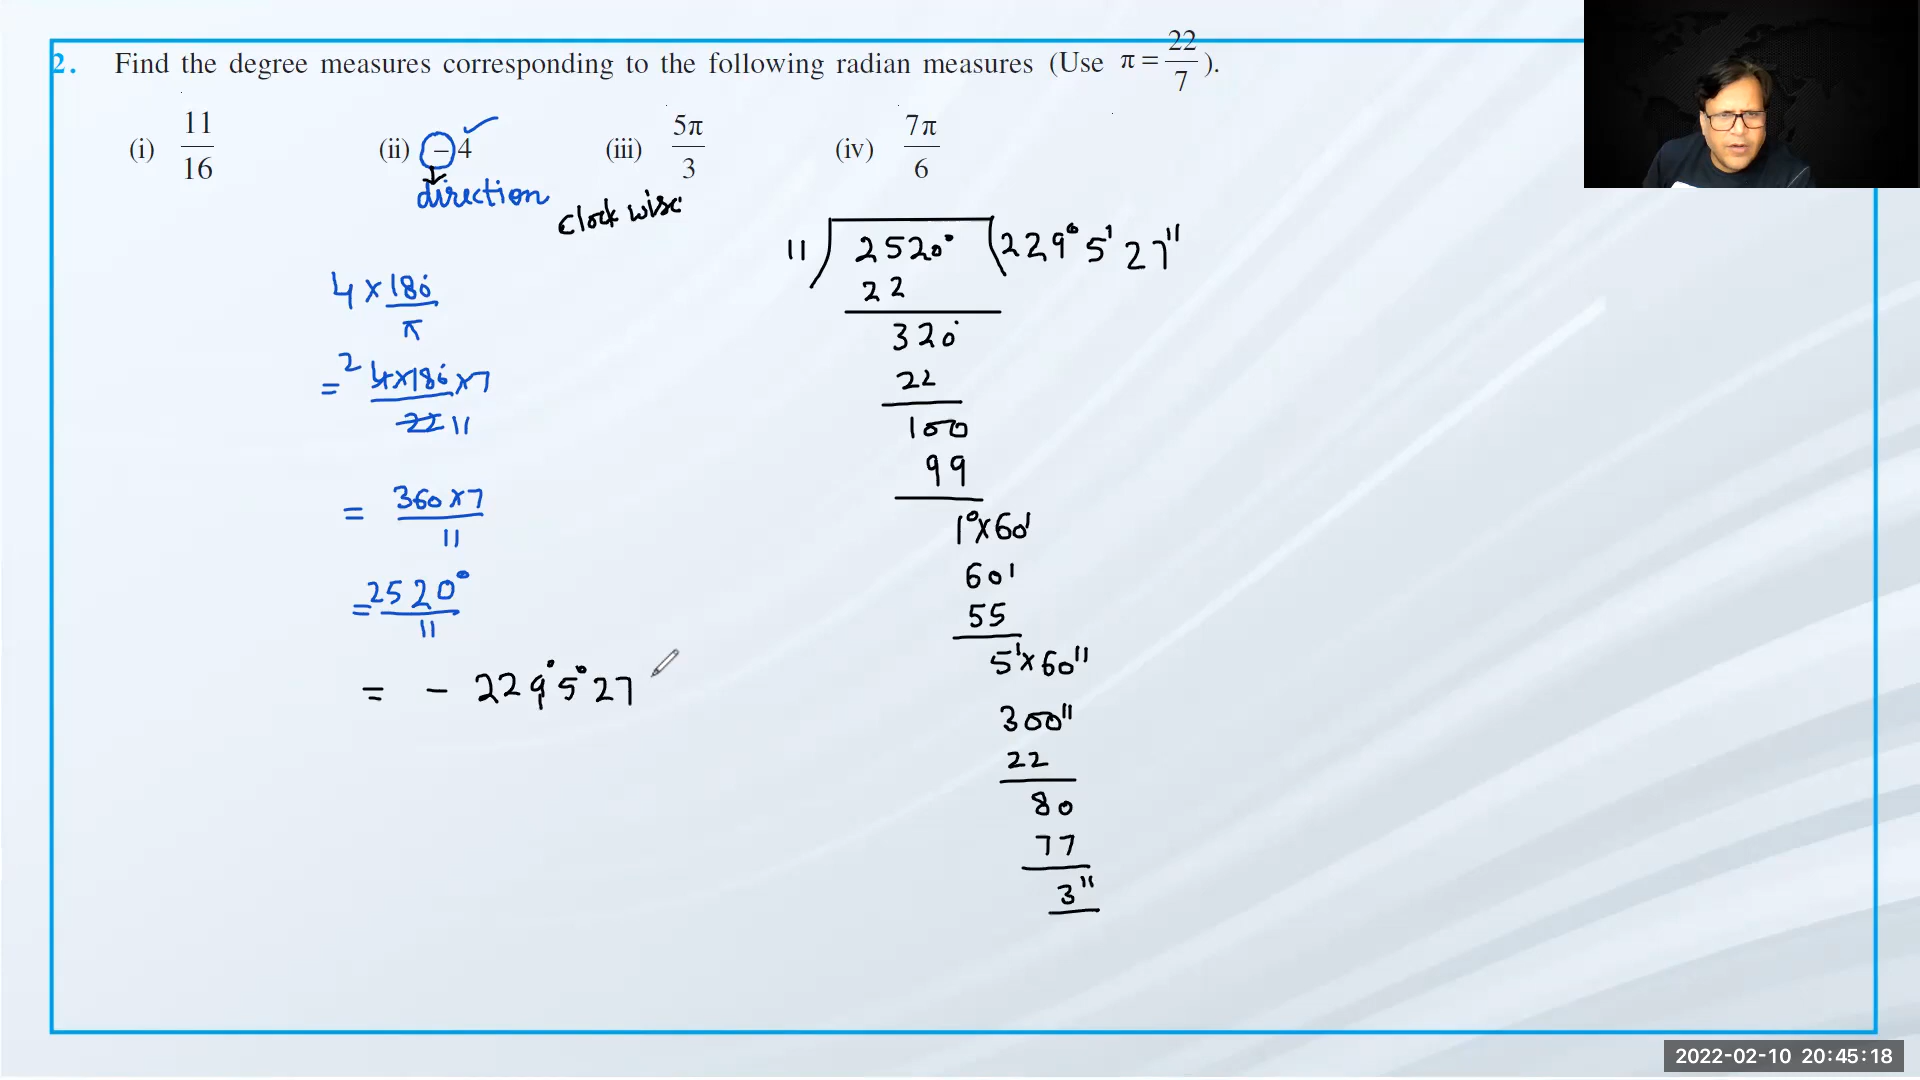 2. Find the degree measures corresponding to the following radian measures (Use π = 22/7).
(i) 11/16 (ii) –4 (iii) 5π/3 (iv) 7π/6
direction
clock wise
4 × 180°/π
= 2 4×180°×7/22 11
= 360×7/11
= 2520°/11
= - 229° 5° 27
11) 2520° (229° 5' 27"
22
320°
22
100
99
1°×60'
60'
55
5'×60"
300"
22
80
77
3"
2022-02-10 20:45:18